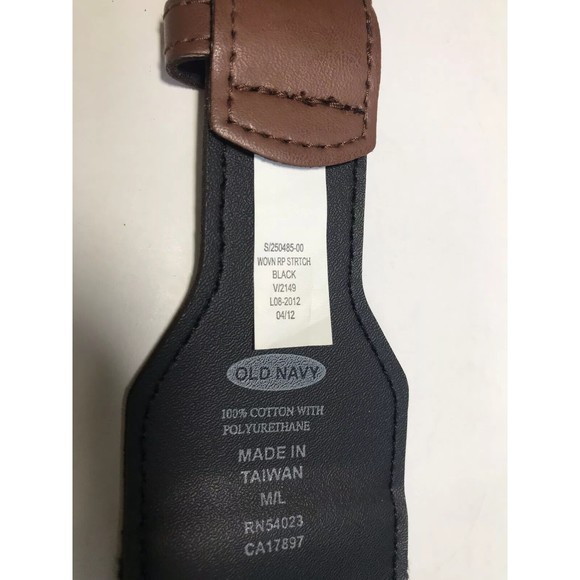 S/250485-00
WOVN RP STRTCH
BLACK
V/2149
L08-2012
04/12
OLD NAVY
100% COTTON WITH
POLYURETHANE
MADE IN
TAIWAN
M/L
RN54023
CA17897